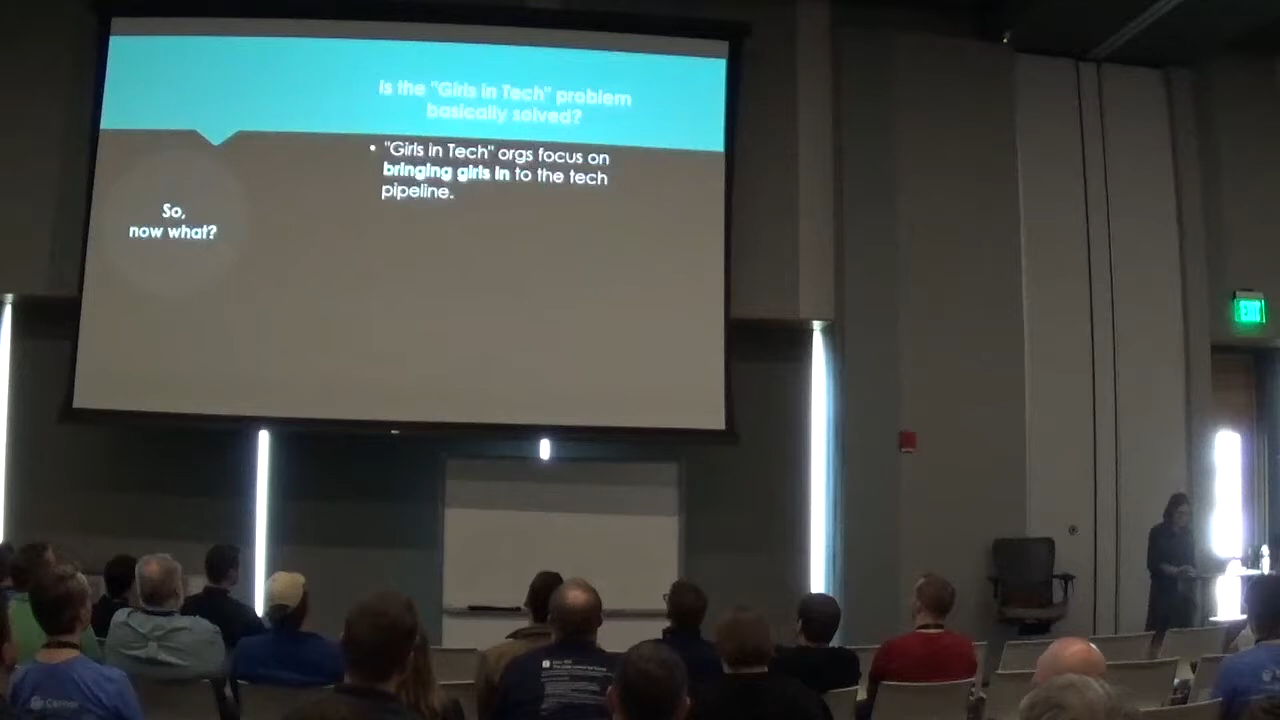 Is the "Girls in Tech" problem
basically solved?
• "Girls in Tech" orgs focus on
bringing girls in to the tech
pipeline.
So,
now what?
EXIT
Cerner